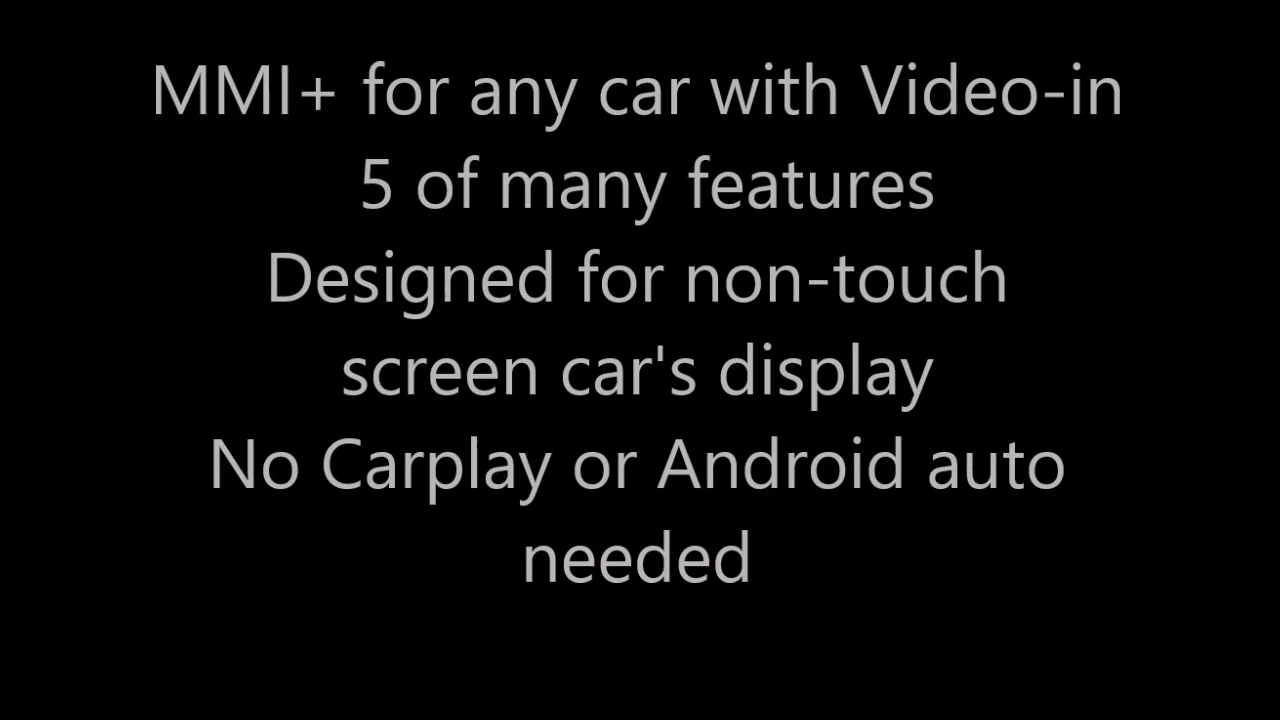 MMI+ for any car with Video-in
5 of many features
Designed for non-touch
screen car's display
No Carplay or Android auto
needed